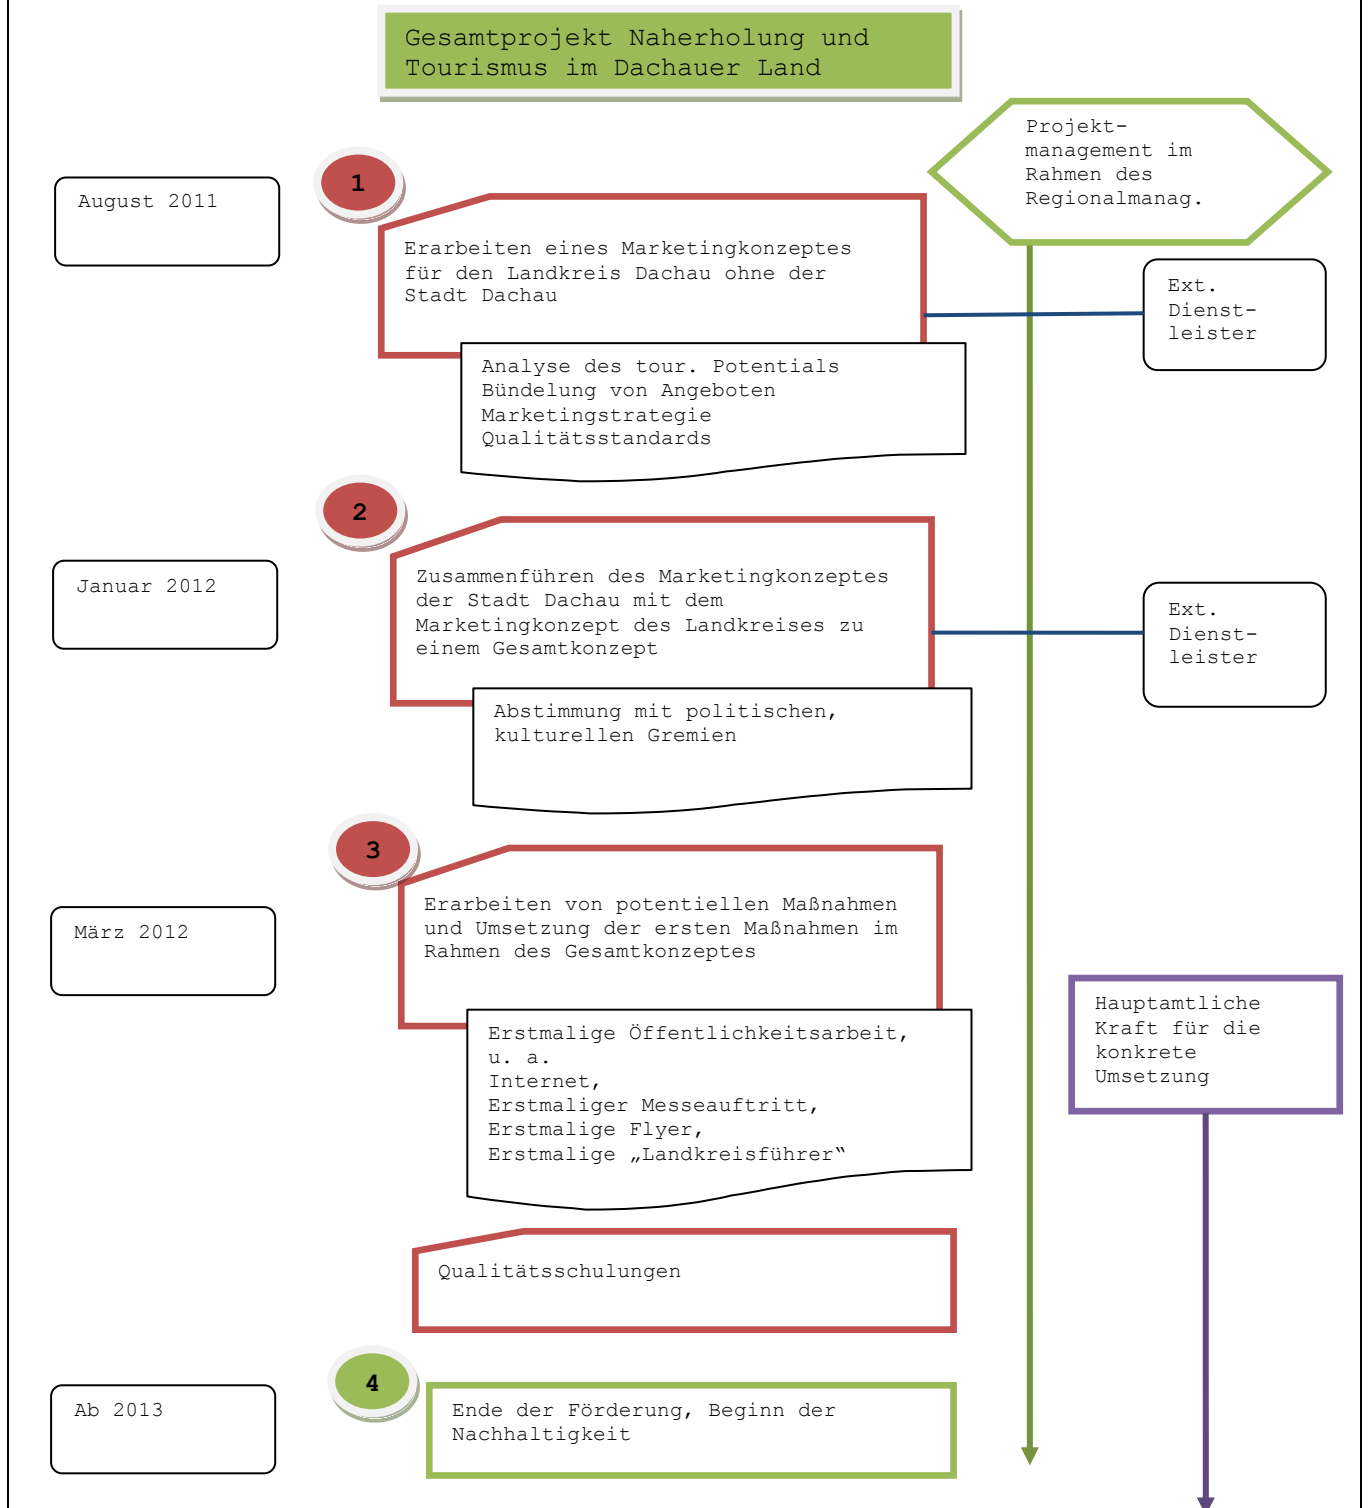 Gesamtprojekt Naherholung und
Tourismus im Dachauer Land
Projekt-
management im
Rahmen des
Regionalmanag.
1
August 2011
Erarbeiten eines Marketingkonzeptes
für den Landkreis Dachau ohne der
Stadt Dachau
Ext.
Dienst-
leister
Analyse des tour. Potentials
Bündelung von Angeboten
Marketingstrategie
Qualitätsstandards
2
Januar 2012
Zusammenführen des Marketingkonzeptes
der Stadt Dachau mit dem
Marketingkonzept des Landkreises zu
einem Gesamtkonzept
Ext.
Dienst-
leister
Abstimmung mit politischen,
kulturellen Gremien
3
März 2012
Erarbeiten von potentiellen Maßnahmen
und Umsetzung der ersten Maßnahmen im
Rahmen des Gesamtkonzeptes
Hauptamtliche
Kraft für die
konkrete
Umsetzung
Erstmalige Öffentlichkeitsarbeit,
u. a.
Internet,
Erstmaliger Messeauftritt,
Erstmalige Flyer,
Erstmalige „Landkreisführer“
Qualitätsschulungen
4
Ab 2013
Ende der Förderung, Beginn der
Nachhaltigkeit